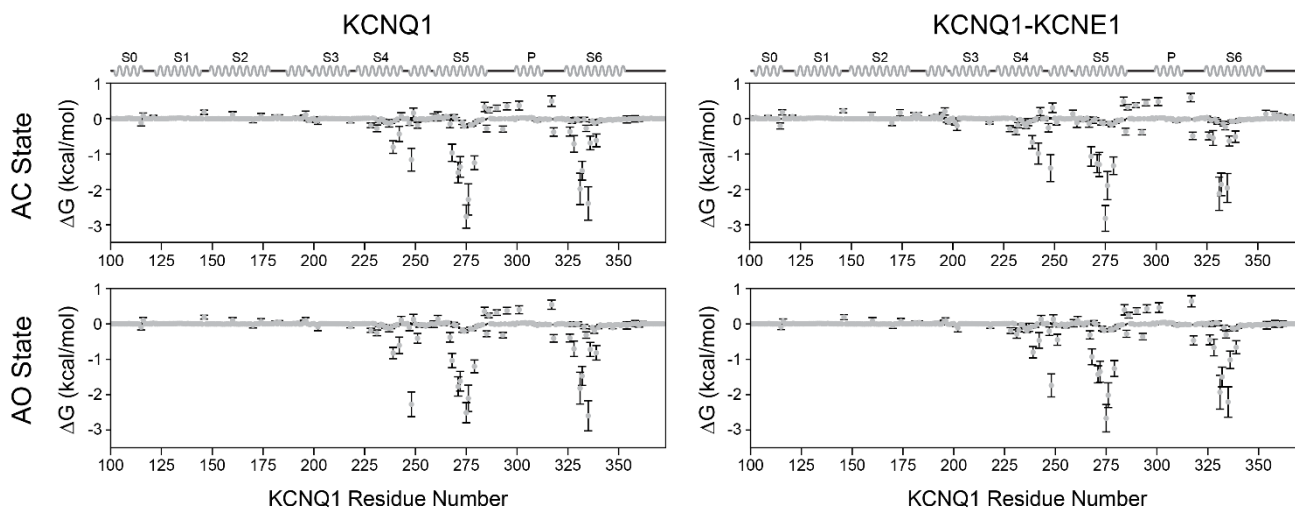 KCNQ1 KCNQ1-KCNE1
S0 S1 S2 S3 S4 S5 P S6 S0 S1 S2 S3 S4 S5 P S6
AC State
ΔG (kcal/mol) ΔG (kcal/mol)
1 1
0 0
-1 -1
-2 -2
-3 -3
100 125 150 175 200 225 250 275 300 325 350 100 125 150 175 200 225 250 275 300 325 350
AO State
ΔG (kcal/mol) ΔG (kcal/mol)
1 1
0 0
-1 -1
-2 -2
-3 -3
100 125 150 175 200 225 250 275 300 325 350 100 125 150 175 200 225 250 275 300 325 350
KCNQ1 Residue Number KCNQ1 Residue Number